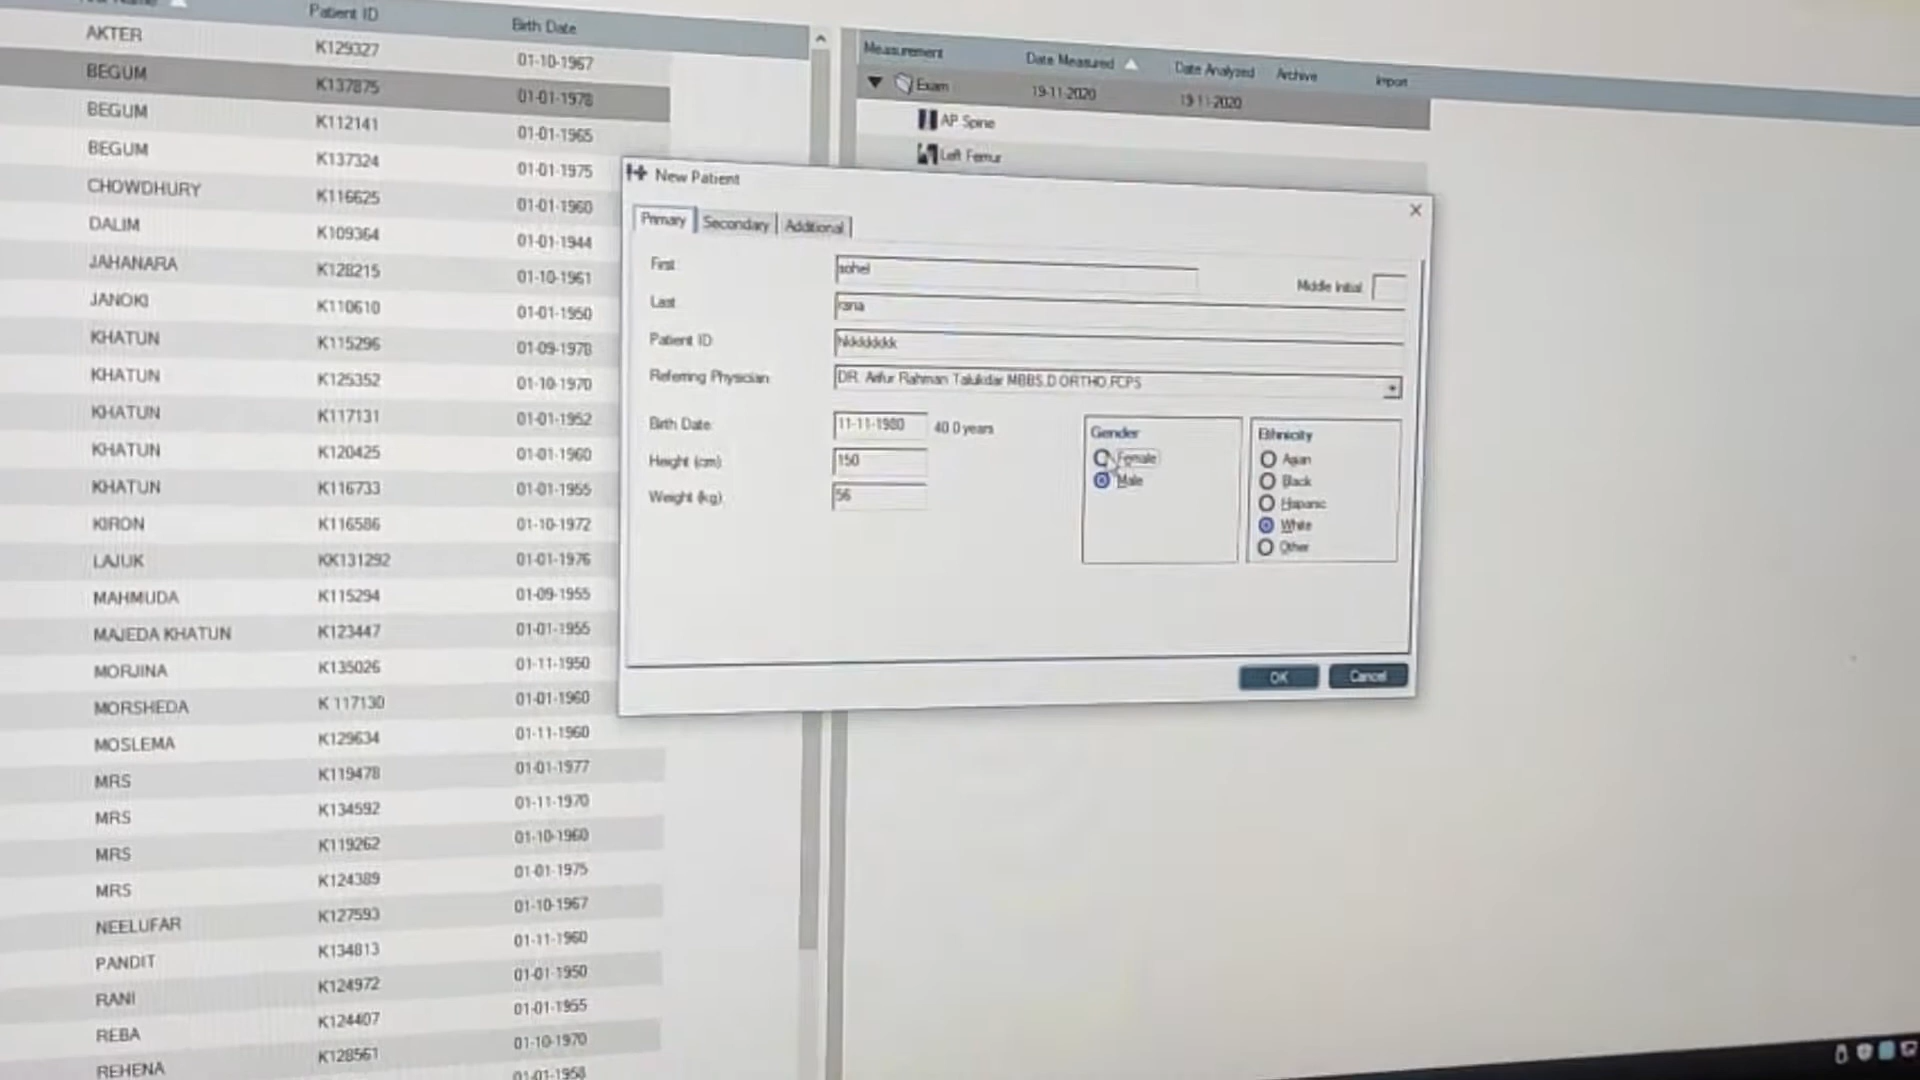 Patient ID Birth Date
AKTER K129327 01-10-1967
BEGUM K137875 01-01-1978
BEGUM K112141 01-01-1965
BEGUM K137324 01-01-1975
CHOWDHURY K116625 01-01-1960
DALIM K109364 01-01-1944
JAHANARA K128215 01-10-1961
JANOKI K110610 01-01-1950
KHATUN K115296 01-09-1978
KHATUN K125352 01-10-1970
KHATUN K117131 01-01-1952
KHATUN K120425 01-01-1960
KHATUN K116733 01-01-1955
KIRON K116586 01-10-1972
LAJUK KK131292 01-01-1976
MAHMUDA K115294 01-09-1955
MAJEDA KHATUN K123447 01-01-1955
MORJINA K135026 01-11-1950
MORSHEDA K 117130 01-01-1960
MOSLEMA K129634 01-11-1960
MRS K119478 01-01-1977
MRS K134592 01-11-1970
MRS K119262 01-10-1960
MRS K124389 01-01-1975
NEELUFAR K127593 01-10-1967
PANDIT K134813 01-11-1960
RANI K124972 01-01-1950
REBA K124407 01-01-1955
REHENA K128561 01-10-1970
01-01-1958
Measurement Date Measured Date Analyzed Archive Import
Exam 19-11-2020 19-11-2020
AP Spine
Left Femur
New Patient
Primary Secondary Additional
First sohel Middle Initial
Last rana
Patient ID
Referring Physician DR. Arifur Rahman Talukdar MBBS,D.ORTHO,FCPS
Birth Date 11-11-1980 40.0 years
Height (cm) 150
Weight (kg) 56
Gender
Female
Male
Ethnicity
Asian
Black
Hispanic
White
Other
OK Cancel